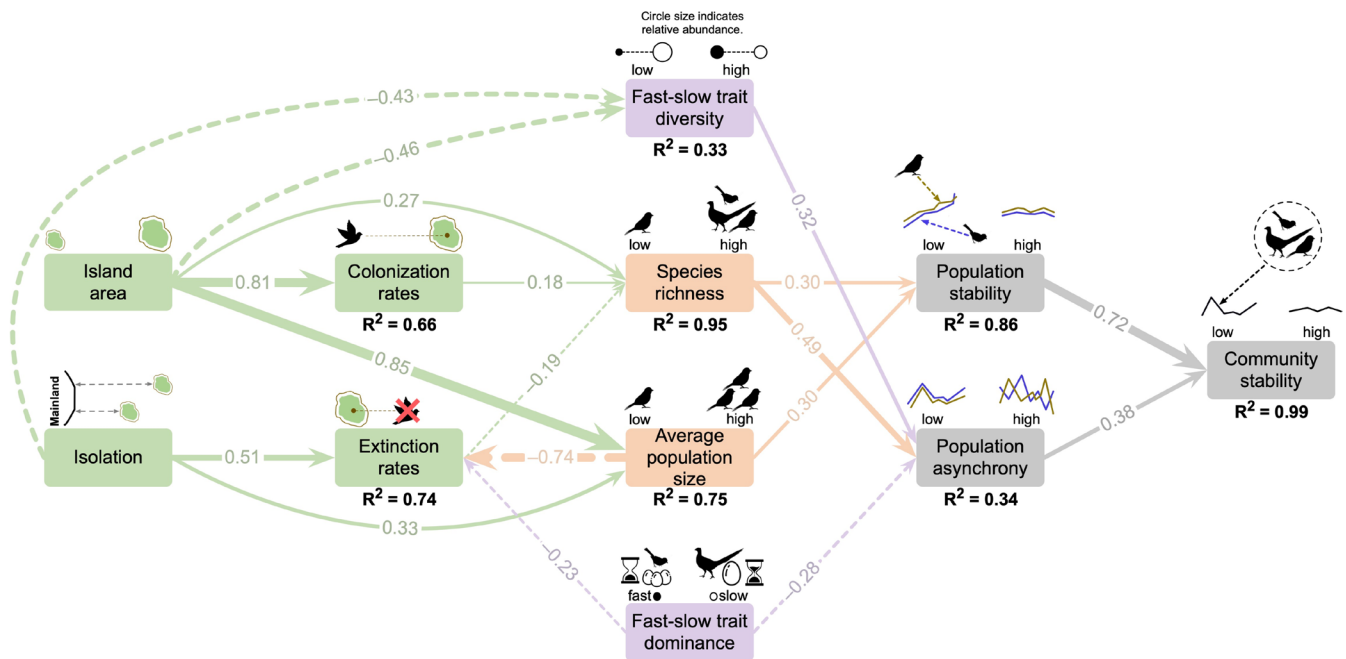 Circle size indicates
relative abundance.
low
high
Fast-slow trait
diversity
R² = 0.33
–0.43
–0.46
0.27
0.32
low
high
low
high
low
high
Island
area
0.81
Colonization
rates
R² = 0.66
0.18
Species
richness
R² = 0.95
0.30
Population
stability
R² = 0.86
0.72
Community
stability
R² = 0.99
0.85
–0.19
0.49
0.30
0.38
Mainland
low
high
low
high
Isolation
0.51
Extinction
rates
R² = 0.74
–0.74
Average
population
size
R² = 0.75
Population
asynchrony
R² = 0.34
0.33
–0.23
–0.28
fast
slow
Fast-slow trait
dominance